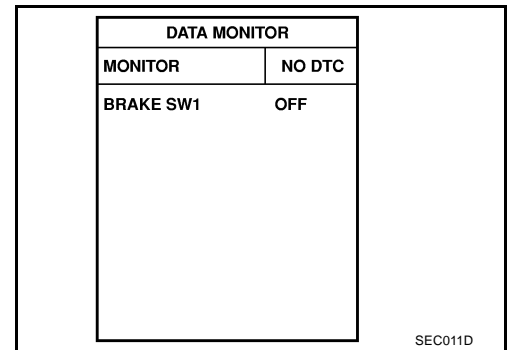 DATA MONITOR
MONITOR NO DTC
BRAKE SW1 OFF
SEC011D